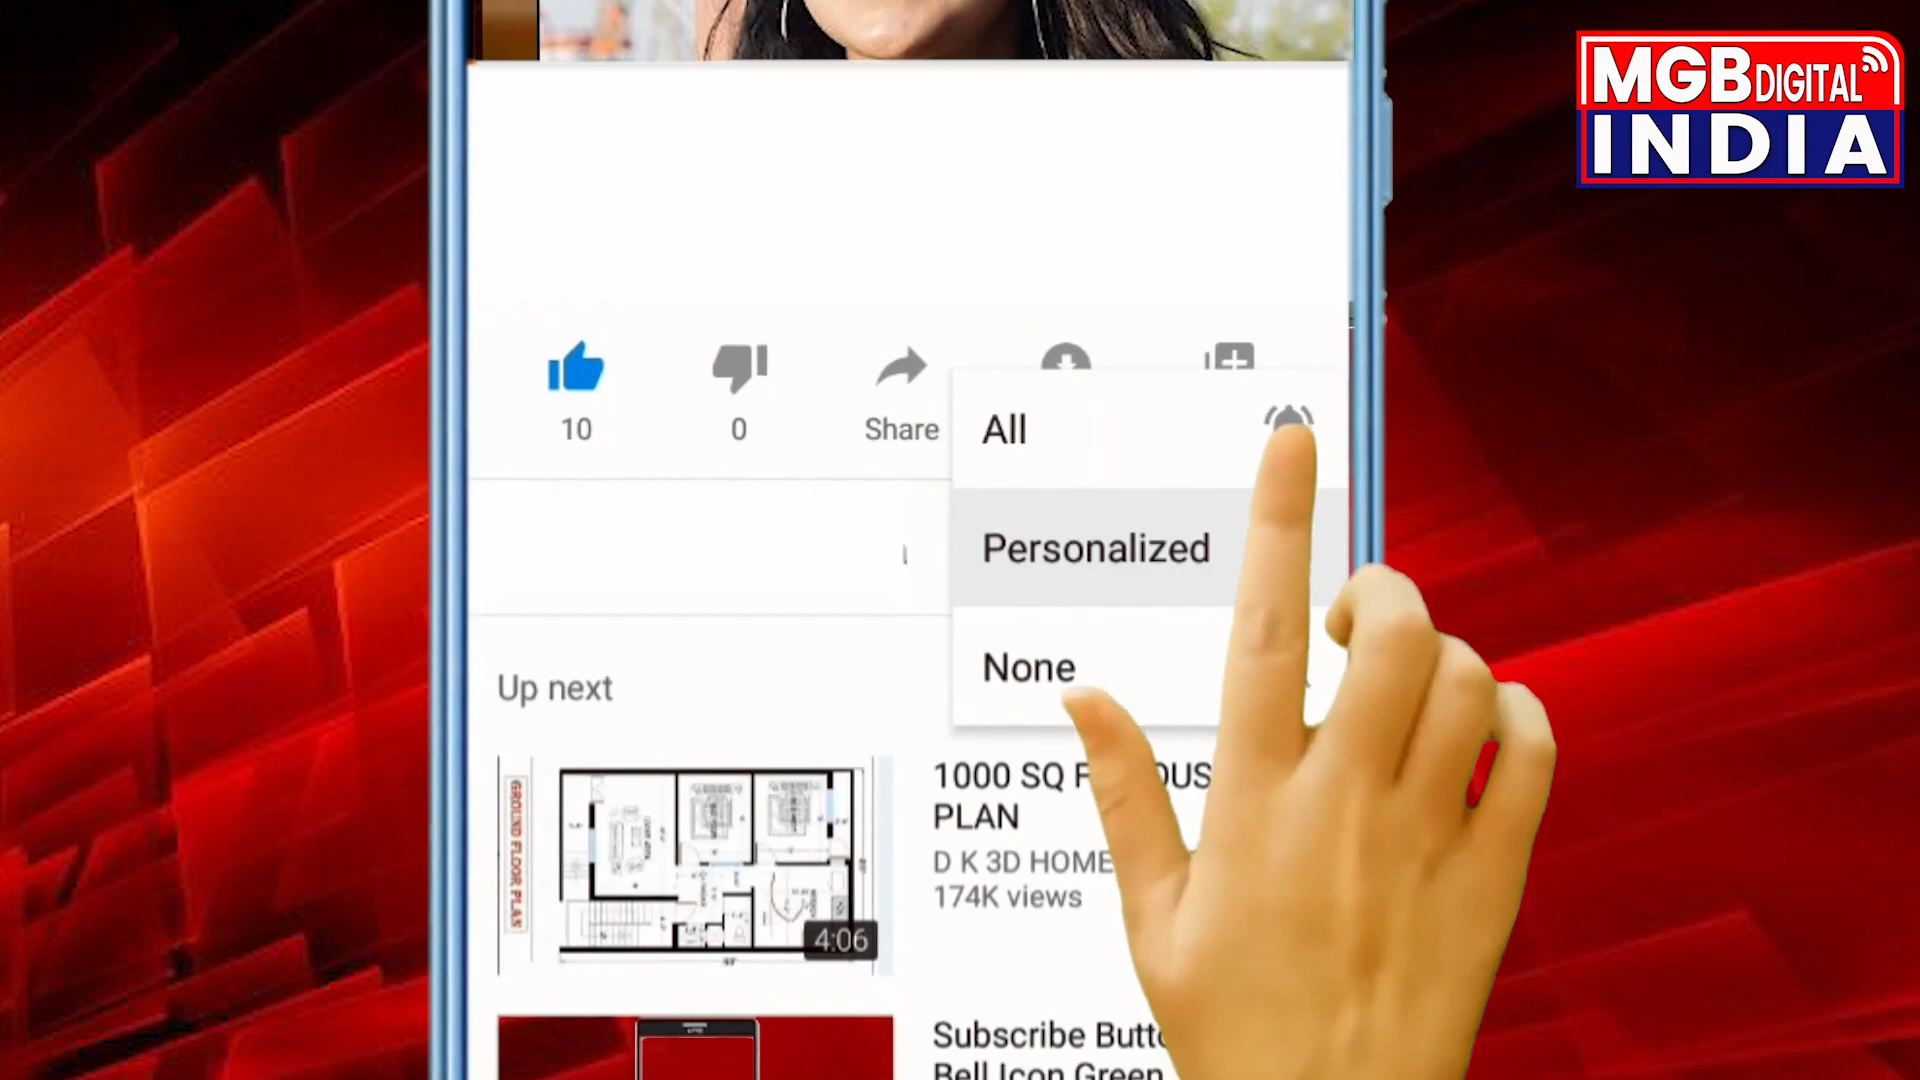 MGB DIGITAL
INDIA
10
0
Share
All
Personalized
None
Up next
GROUND FLOOR PLAN
4:06
1000 SQ F
PLAN
D K 3D HOME
174K views
Subscribe
Bell Icon Green